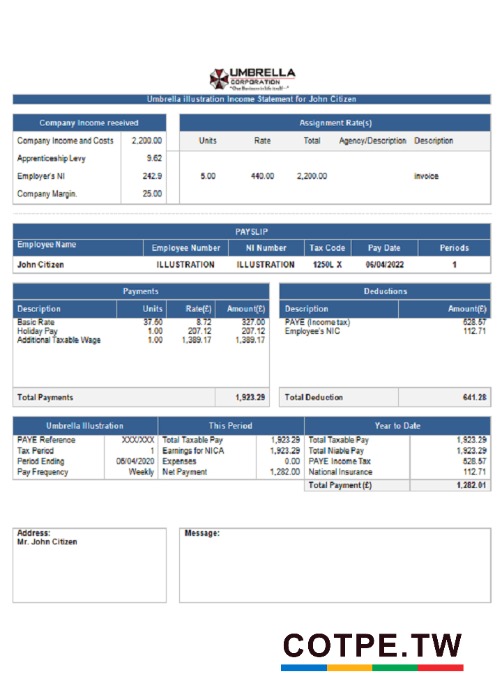 UMBRELLA
CORPORATION
"Our Business is life itself..."
Umbrella illustration Income Statement for John Citizen
Company Income received
Company Income and Costs 2,200.00
Apprenticeship Levy 9.62
Employer's NI 242.9
Company Margin. 25.00
Assignment Rate(s)
Units Rate Total Agency/Description Description
5.00 440.00 2,200.00 Invoice
PAYSLIP
Employee Name Employee Number NI Number Tax Code Pay Date Periods
John Citizen ILLUSTRATION ILLUSTRATION 1250L X 06/04/2022 1
Payments
Description Units Rate(£) Amount(£)
Basic Rate 37.50 8.72 327.00
Holiday Pay 1.00 207.12 207.12
Additional Taxable Wage 1.00 1,389.17 1,389.17
Total Payments 1,923.29
Deductions
Description Amount(£)
PAYE (Income tax) 528.57
Employee's NIC 112.71
Total Deduction 641.28
Umbrella Illustration
PAYE Reference XXX/XXX
Tax Period 1
Period Ending 06/04/2020
Pay Frequency Weekly
This Period
Total Taxable Pay 1,923.29
Earnings for NICA 1,923.29
Expenses 0.00
Net Payment 1,282.00
Year to Date
Total Taxable Pay 1,923.29
Total Niable Pay 1,923.29
PAYE Income Tax 528.57
National Insurance 112.71
Total Payment (£) 1,282.01
Address:
Mr. John Citizen
Message:
COTPE.TW